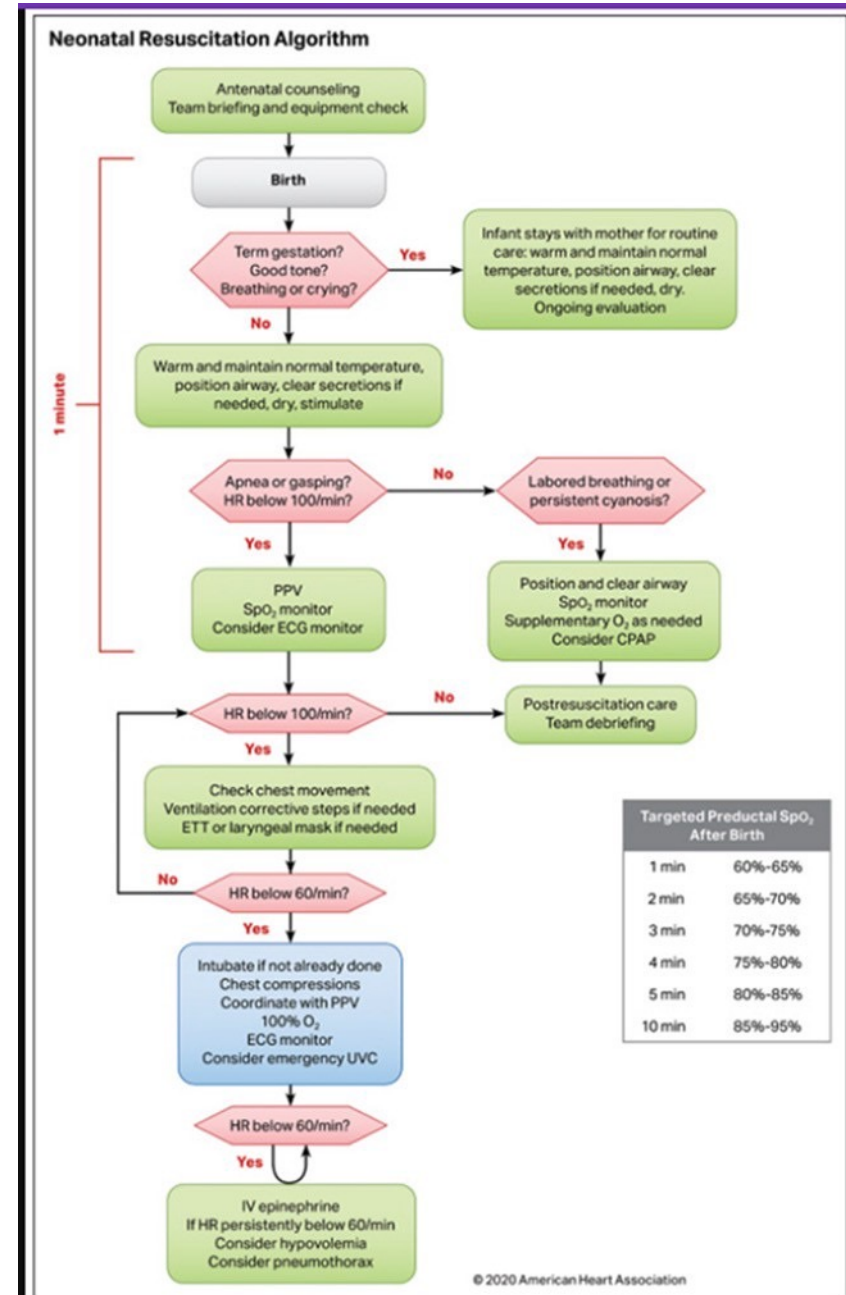 Neonatal Resuscitation Algorithm
Antenatal counseling
Team briefing and equipment check
Birth
Term gestation?
Good tone?
Breathing or crying?
Yes
Infant stays with mother for routine
care: warm and maintain normal
temperature, position airway, clear
secretions if needed, dry.
Ongoing evaluation
No
Warm and maintain normal temperature,
position airway, clear secretions if
needed, dry, stimulate
1 minute
Apnea or gasping?
HR below 100/min?
No
Labored breathing or
persistent cyanosis?
Yes
Yes
PPV
SpO₂ monitor
Consider ECG monitor
Position and clear airway
SpO₂ monitor
Supplementary O₂ as needed
Consider CPAP
HR below 100/min?
No
Postresuscitation care
Team debriefing
Yes
Check chest movement
Ventilation corrective steps if needed
ETT or laryngeal mask if needed
No
HR below 60/min?
Yes
Intubate if not already done
Chest compressions
Coordinate with PPV
100% O₂
ECG monitor
Consider emergency UVC
HR below 60/min?
Yes
IV epinephrine
If HR persistently below 60/min
Consider hypovolemia
Consider pneumothorax
Targeted Preductal SpO₂
After Birth
1 min 60%-65%
2 min 65%-70%
3 min 70%-75%
4 min 75%-80%
5 min 80%-85%
10 min 85%-95%
© 2020 American Heart Association